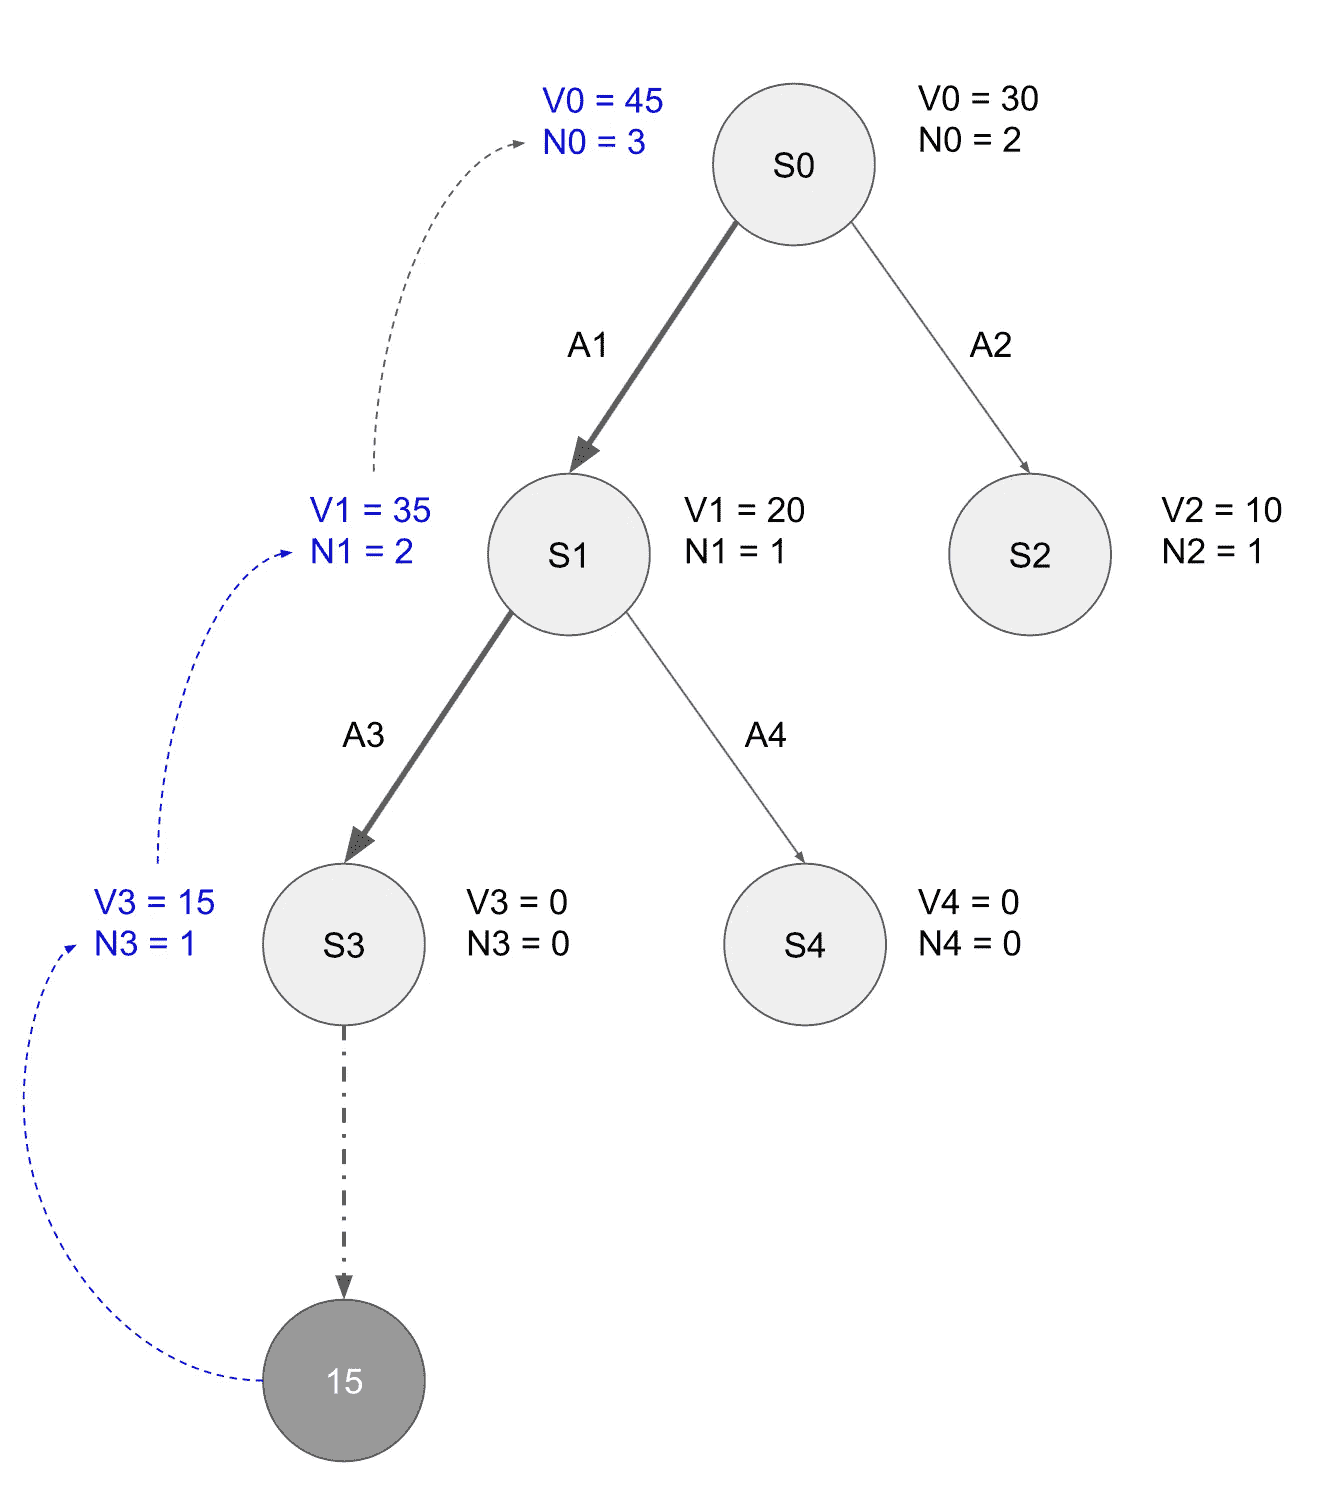 V0 = 45
N0 = 3
S0
V0 = 30
N0 = 2
A1
A2
V1 = 35
N1 = 2
S1
V1 = 20
N1 = 1
S2
V2 = 10
N2 = 1
A3
A4
V3 = 15
N3 = 1
S3
V3 = 0
N3 = 0
S4
V4 = 0
N4 = 0
15